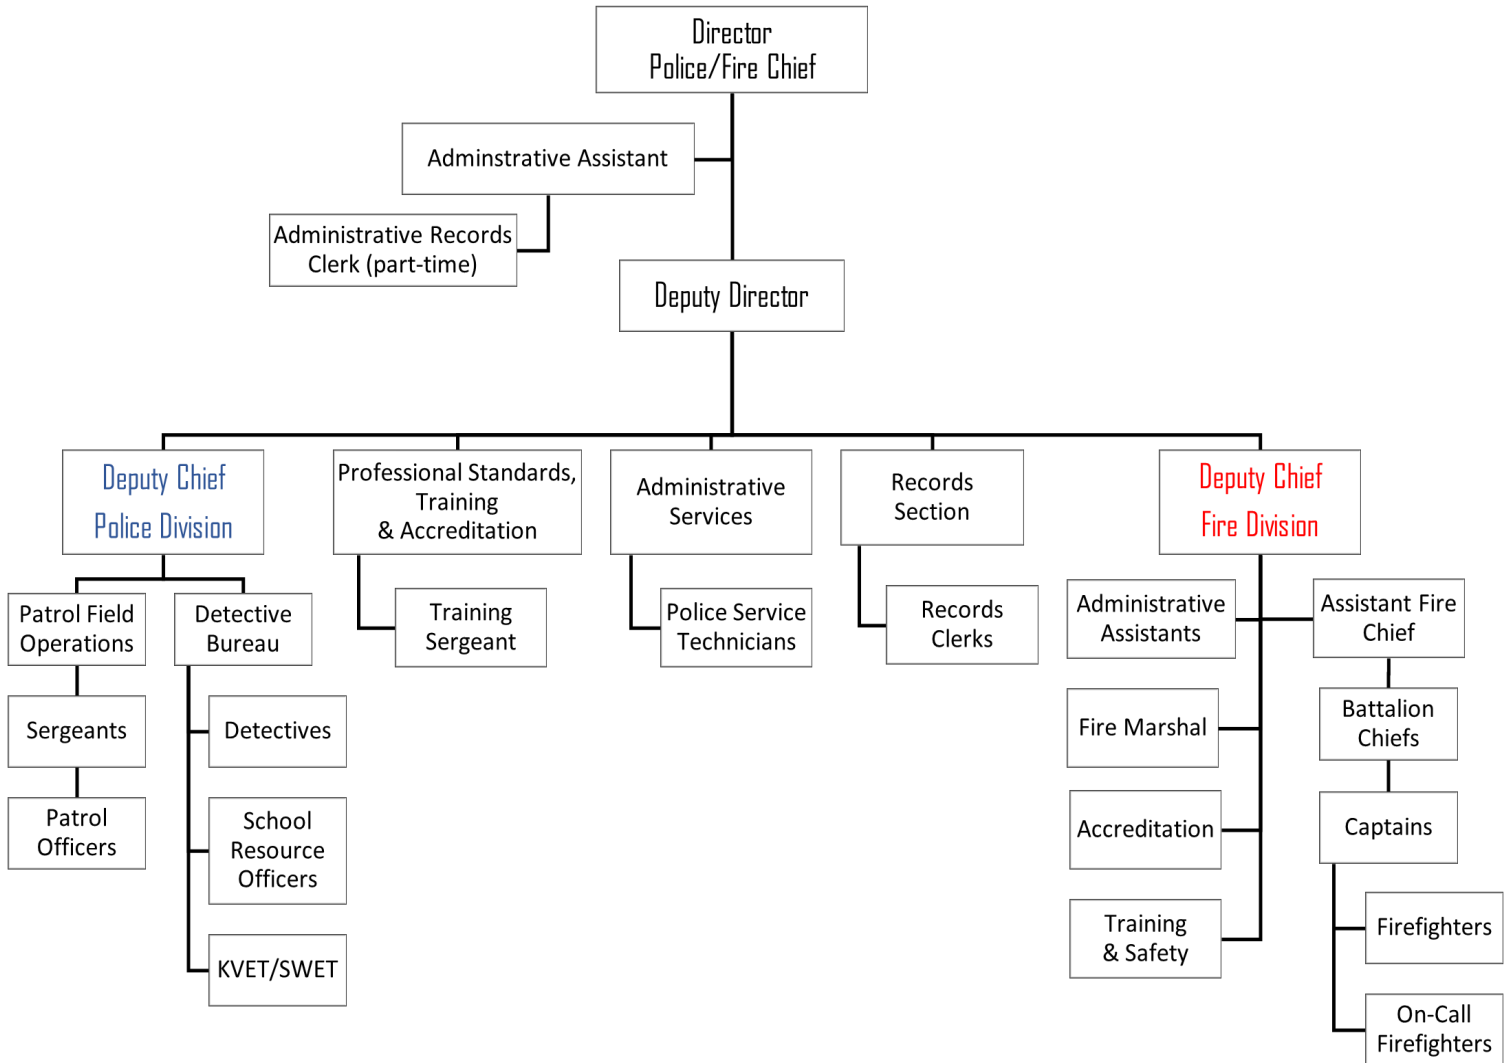 Director
Police/Fire Chief
Adminstrative Assistant
Administrative Records
Clerk (part-time)
Deputy Director
Deputy Chief
Police Division
Professional Standards,
Training
& Accreditation
Administrative
Services
Records
Section
Deputy Chief
Fire Division
Patrol Field
Operations
Detective
Bureau
Training
Sergeant
Police Service
Technicians
Records
Clerks
Administrative
Assistants
Assistant Fire
Chief
Sergeants
Detectives
Fire Marshal
Battalion
Chiefs
Patrol
Officers
School
Resource
Officers
Accreditation
Captains
KVET/SWET
Training
& Safety
Firefighters
On-Call
Firefighters